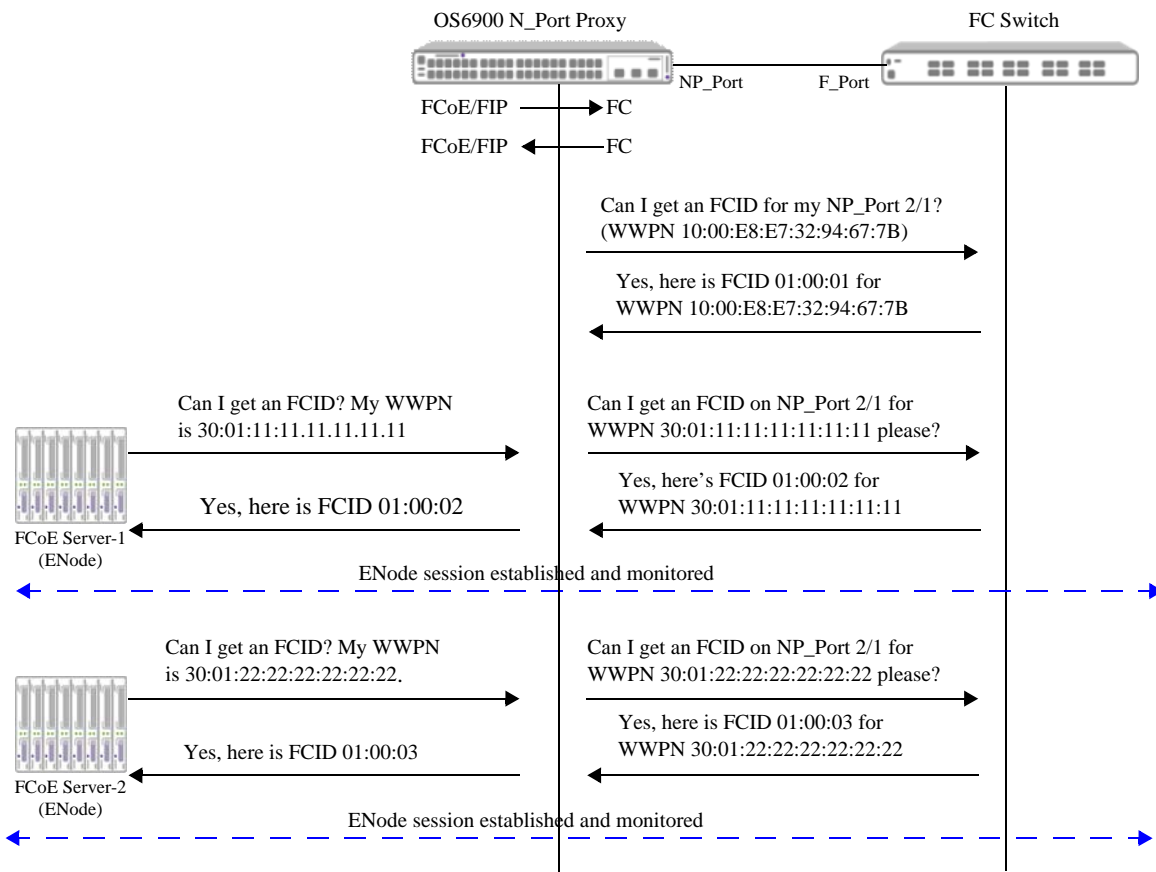 OS6900 N_Port Proxy
FC Switch
NP_Port
F_Port
FCoE/FIP
FC
FCoE/FIP
FC
Can I get an FCID for my NP_Port 2/1?
(WWPN 10:00:E8:E7:32:94:67:7B)
Yes, here is FCID 01:00:01 for
WWPN 10:00:E8:E7:32:94:67:7B
Can I get an FCID? My WWPN
is 30:01:11:11.11.11.11.11
Can I get an FCID on NP_Port 2/1 for
WWPN 30:01:11:11:11:11:11:11 please?
Yes, here's FCID 01:00:02 for
WWPN 30:01:11:11:11:11:11:11
Yes, here is FCID 01:00:02
FCoE Server-1
(ENode)
ENode session established and monitored
Can I get an FCID? My WWPN
is 30:01:22:22:22:22:22:22.
Can I get an FCID on NP_Port 2/1 for
WWPN 30:01:22:22:22:22:22:22 please?
Yes, here is FCID 01:00:03 for
WWPN 30:01:22:22:22:22:22:22
Yes, here is FCID 01:00:03
FCoE Server-2
(ENode)
ENode session established and monitored